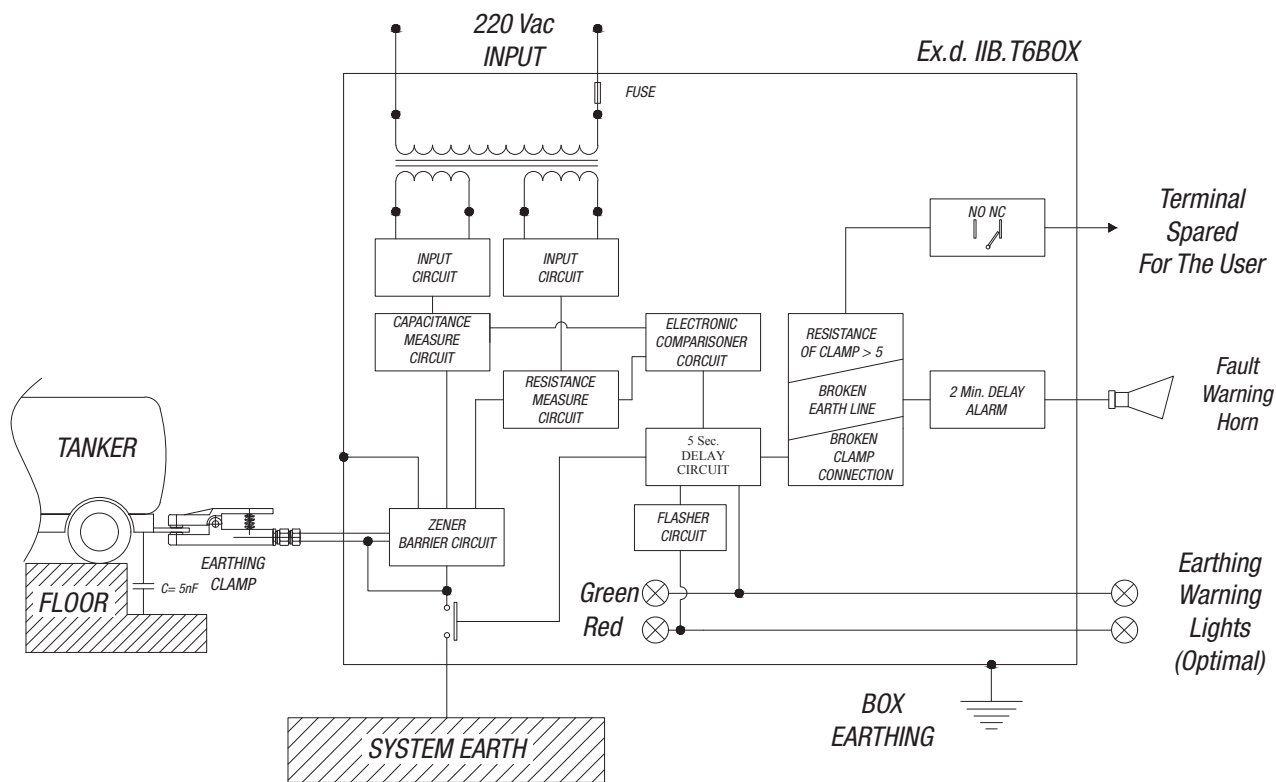 220 Vac
INPUT
Ex.d. IIB.T6BOX
FUSE
NO NC
Terminal
Spared
For The User
INPUT
CIRCUIT
INPUT
CIRCUIT
CAPACITANCE
MEASURE
CIRCUIT
ELECTRONIC
COMPARISONER
CORCUIT
RESISTANCE
OF CLAMP > 5
RESISTANCE
MEASURE
CIRCUIT
BROKEN
EARTH LINE
2 Min. DELAY
ALARM
Fault
Warning
Horn
TANKER
5 Sec.
DELAY
CIRCUIT
BROKEN
CLAMP
CONNECTION
ZENER
BARRIER CIRCUIT
FLASHER
CIRCUIT
EARTHING
CLAMP
C= 5nF
FLOOR
Green
Red
Earthing
Warning
Lights
(Optimal)
BOX
EARTHING
SYSTEM EARTH